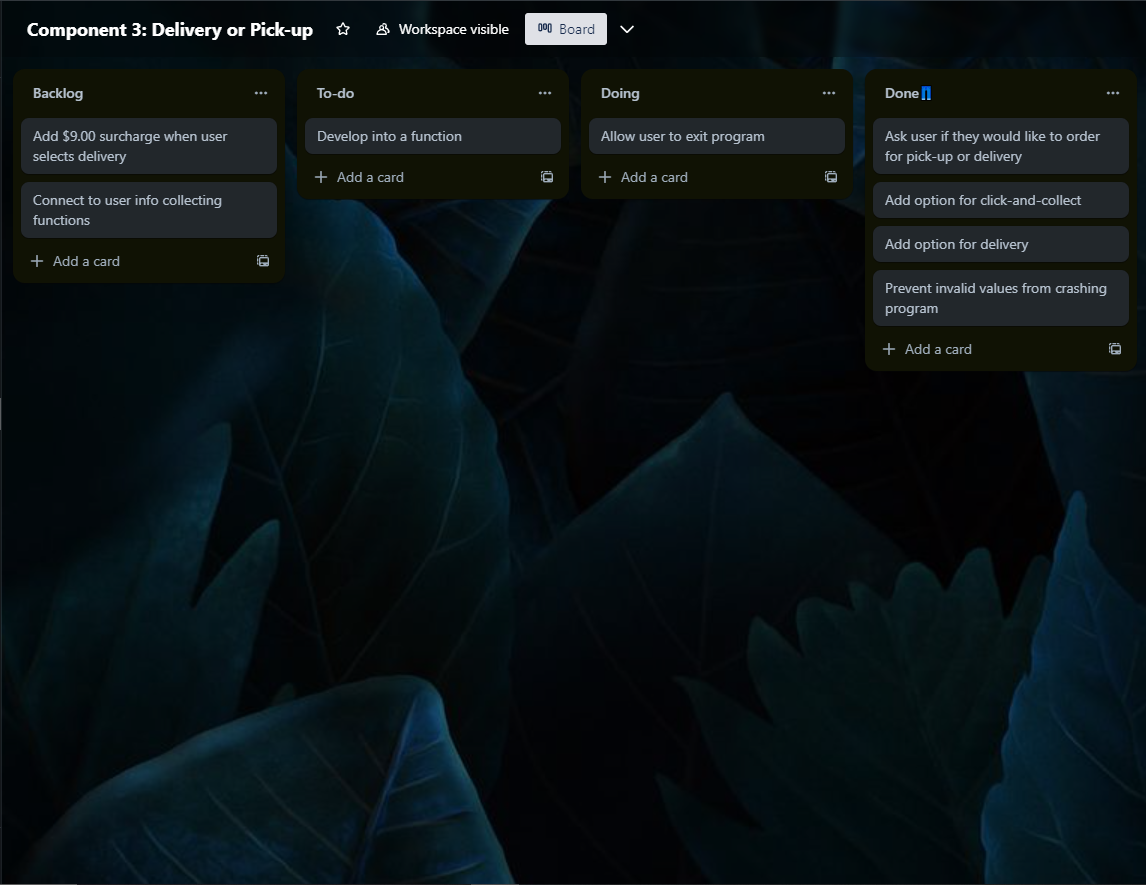 Component 3: Delivery or Pick-up
Workspace visible
Board
Backlog
Add $9.00 surcharge when user
selects delivery
Connect to user info collecting
functions
Add a card
To-do
Develop into a function
Add a card
Doing
Allow user to exit program
Add a card
Done👖
Ask user if they would like to order
for pick-up or delivery
Add option for click-and-collect
Add option for delivery
Prevent invalid values from crashing
program
Add a card